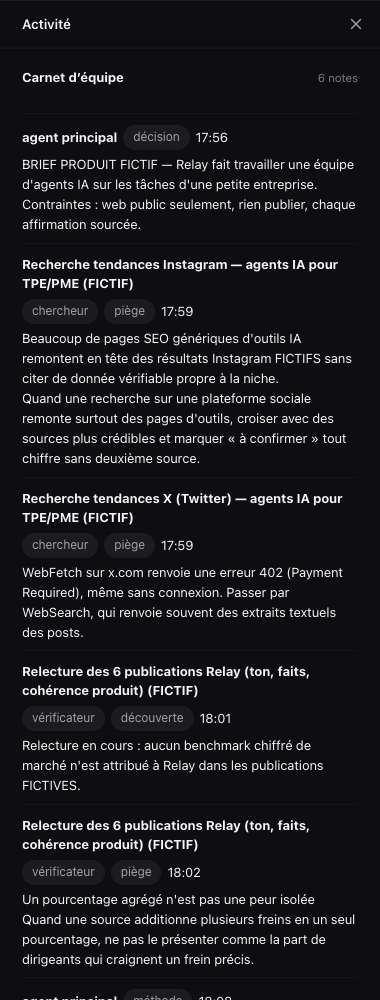 Activité
Carnet d’équipe
6 notes
agent principal décision 17:56
BRIEF PRODUIT FICTIF — Relay fait travailler une équipe
d'agents IA sur les tâches d'une petite entreprise.
Contraintes : web public seulement, rien publier, chaque
affirmation sourcée.
Recherche tendances Instagram — agents IA pour
TPE/PME (FICTIF)
chercheur piège 17:59
Beaucoup de pages SEO génériques d'outils IA
remontent en tête des résultats Instagram FICTIFS sans
citer de donnée vérifiable propre à la niche.
Quand une recherche sur une plateforme sociale
remonte surtout des pages d'outils, croiser avec des
sources plus crédibles et marquer « à confirmer » tout
chiffre sans deuxième source.
Recherche tendances X (Twitter) — agents IA pour
TPE/PME (FICTIF)
chercheur piège 17:59
WebFetch sur x.com renvoie une erreur 402 (Payment
Required), même sans connexion. Passer par
WebSearch, qui renvoie souvent des extraits textuels
des posts.
Relecture des 6 publications Relay (ton, faits,
cohérence produit) (FICTIF)
vérificateur découverte 18:01
Relecture en cours : aucun benchmark chiffré de
marché n'est attribué à Relay dans les publications
FICTIVES.
Relecture des 6 publications Relay (ton, faits,
cohérence produit) (FICTIF)
vérificateur piège 18:02
Un pourcentage agrégé n'est pas une peur isolée
Quand une source additionne plusieurs freins en un seul
pourcentage, ne pas le présenter comme la part de
dirigeants qui craignent un frein précis.
agent principal méthode